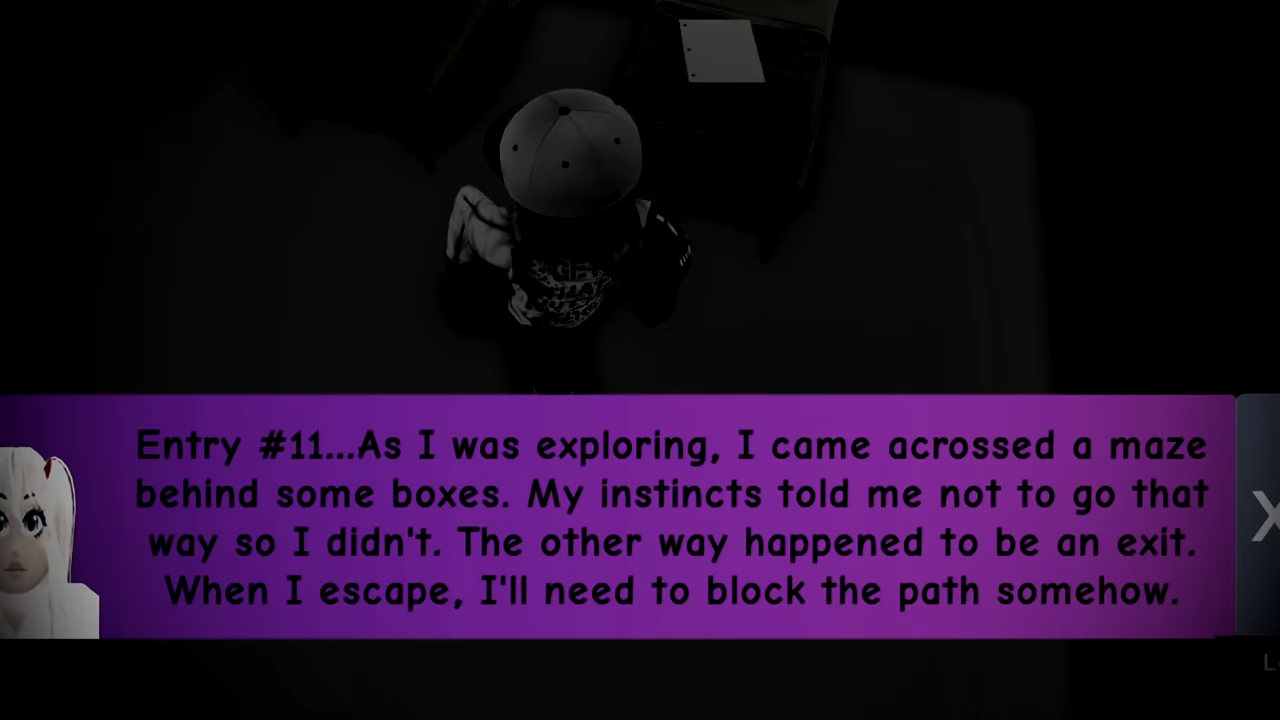 Entry #11...As I was exploring, I came acrossed a maze
behind some boxes. My instincts told me not to go that
way so I didn't. The other way happened to be an exit.
When I escape, I'll need to block the path somehow.
X